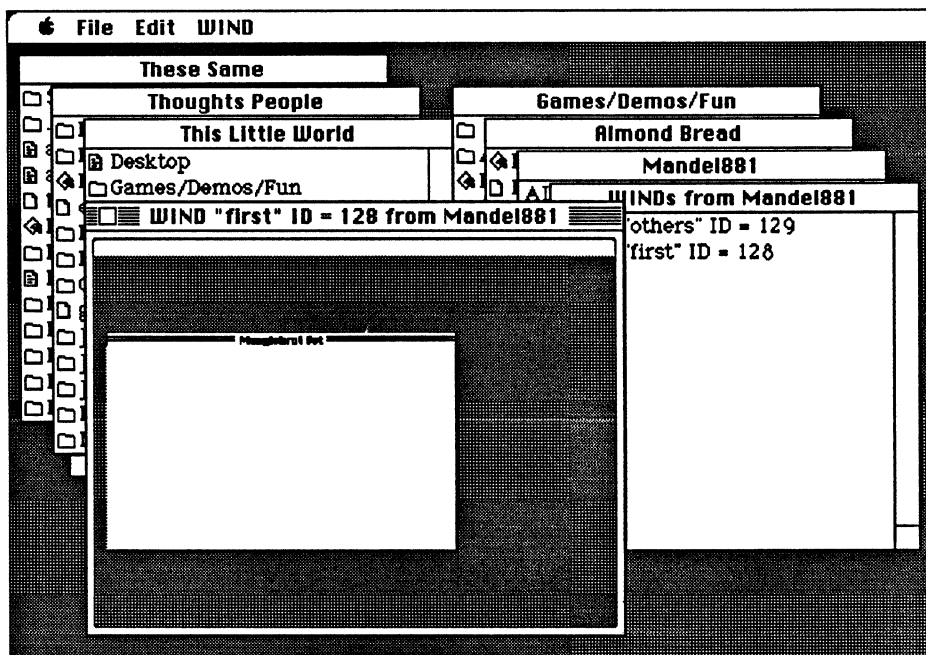 File Edit WIND
These Same
Thoughts People
Games/Demos/Fun
This Little World
Almond Bread
Desktop
Mandel881
Games/Demos/Fun
WINDs from Mandel881
WIND "first" ID = 128 from Mandel881
"others" ID = 129
"first" ID = 128